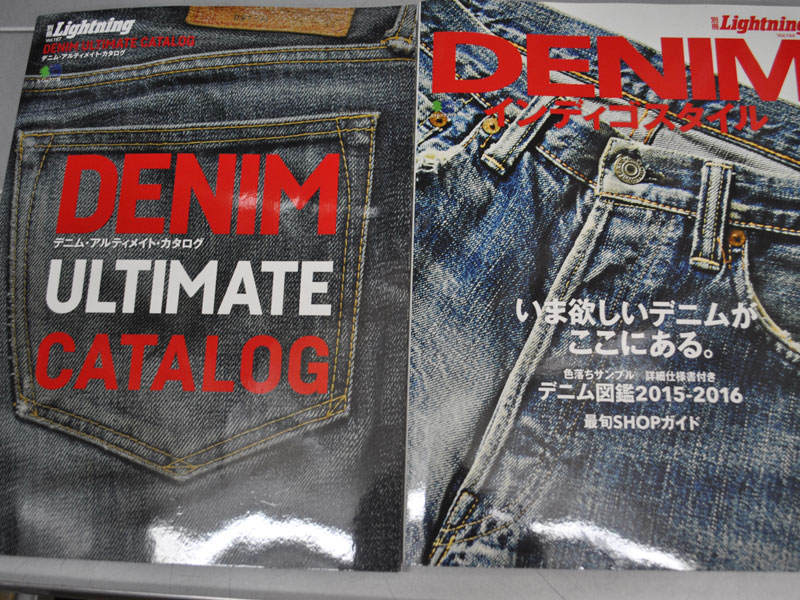 別冊 Lightning
DENIM ULTIMATE CATALOG
デニム・アルティメイト・カタログ
DENIM
デニム・アルティメイト・カタログ
ULTIMATE
CATALOG
別冊 Lightning
DENIM
インディゴスタイル
いま欲しいデニムが
ここにある。
色落ちサンプル 詳細仕様書付き
デニム図鑑2015-2016
最旬SHOPガイド